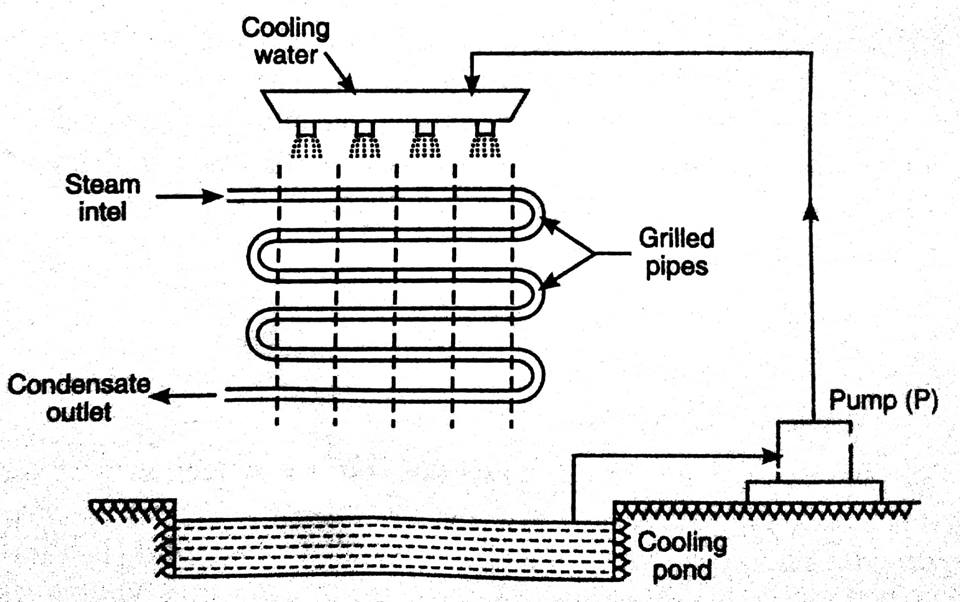 Cooling
water
Steam
intel
Grilled
pipes
Condensate
outlet
Pump (P)
Cooling
pond